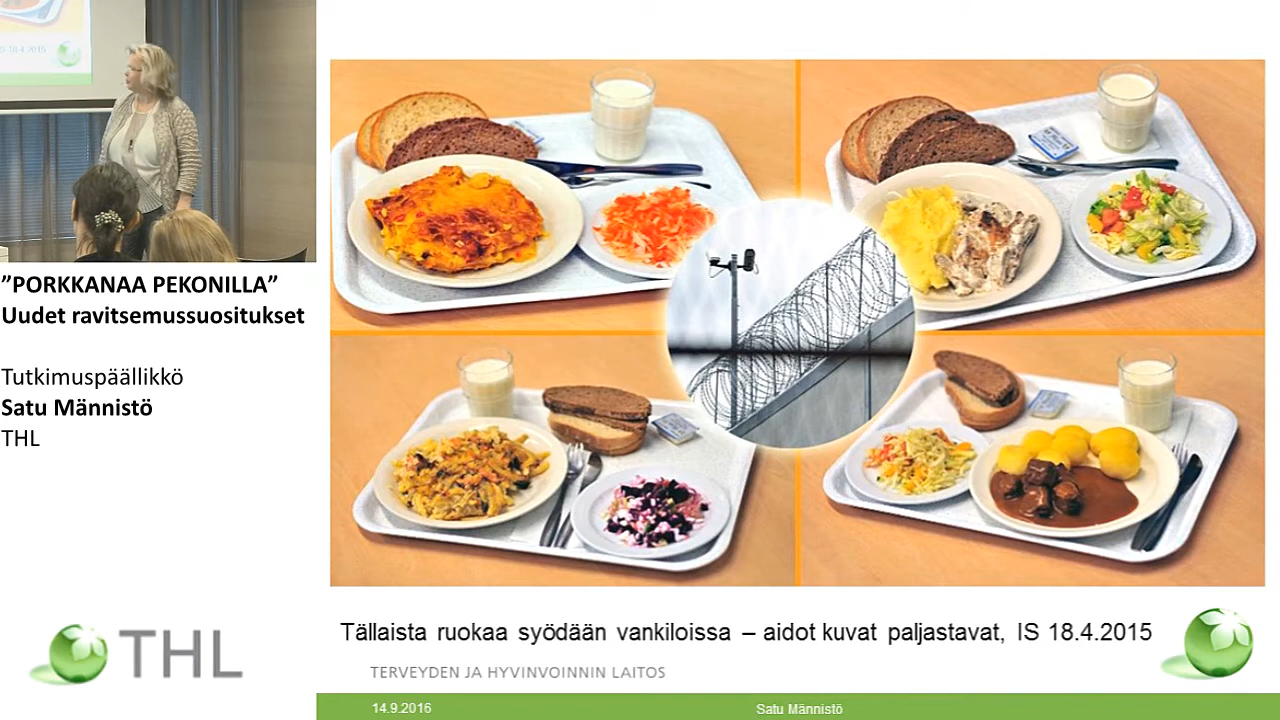 ”PORKKANAA PEKONILLA”
Uudet ravitsemussuositukset
Tutkimuspäällikkö
Satu Männistö
THL
THL
Tällaista ruokaa syödään vankiloissa – aidot kuvat paljastavat, IS 18.4.2015
TERVEYDEN JA HYVINVOINNIN LAITOS
14.9.2016
Satu Männistö